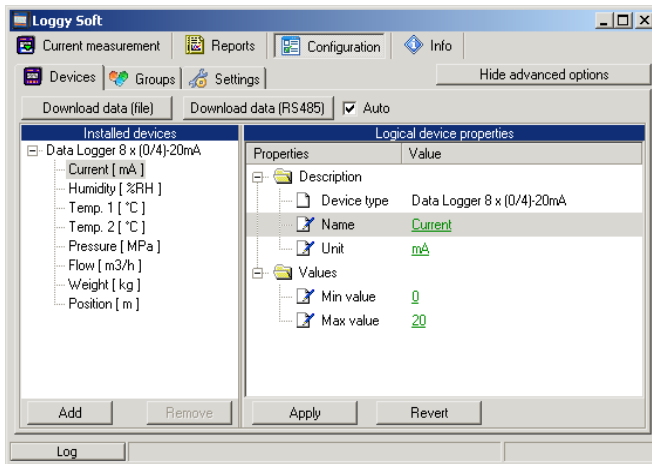 Loggy Soft
Current measurement Reports Configuration Info
Devices Groups Settings Hide advanced options
Download data (file) Download data (RS485) Auto
Installed devices
Data Logger 8 x (0/4)-20mA
Current [ mA ]
Humidity [ %RH ]
Temp. 1 [ °C ]
Temp. 2 [ °C ]
Pressure [ MPa ]
Flow [ m3/h ]
Weight [ kg ]
Position [ m ]
Add Remove
Logical device properties
Properties Value
Description
Device type Data Logger 8 x (0/4)-20mA
Name Current
Unit mA
Values
Min value 0
Max value 20
Apply Revert
Log